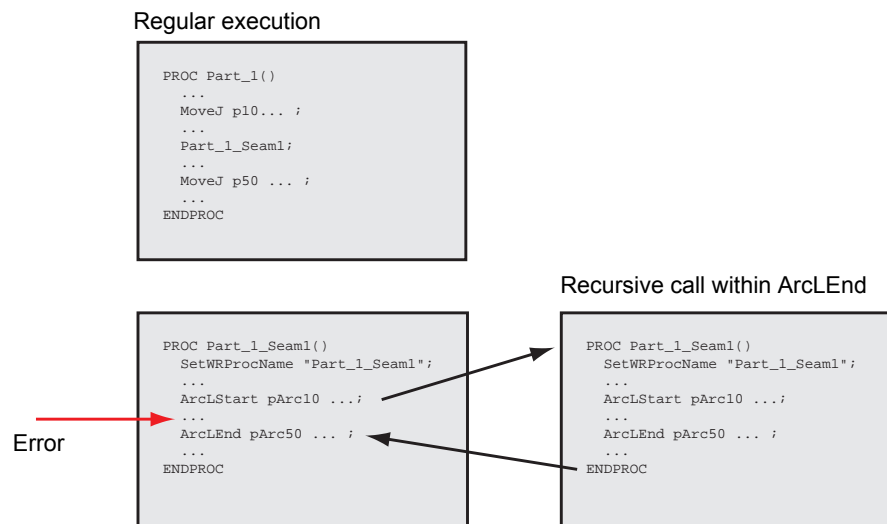 Regular execution
PROC Part_1()
...
MoveJ p10... ;
...
Part_1_Seam1;
...
MoveJ p50 ... ;
...
ENDPROC
Recursive call within ArcLEnd
PROC Part_1_Seam1()
SetWRProcName "Part_1_Seam1";
...
ArcLStart pArc10 ...;
...
ArcLEnd pArc50 ... ;
...
ENDPROC
Error
PROC Part_1_Seam1()
SetWRProcName "Part_1_Seam1";
...
ArcLStart pArc10 ...;
...
ArcLEnd pArc50 ... ;
...
ENDPROC